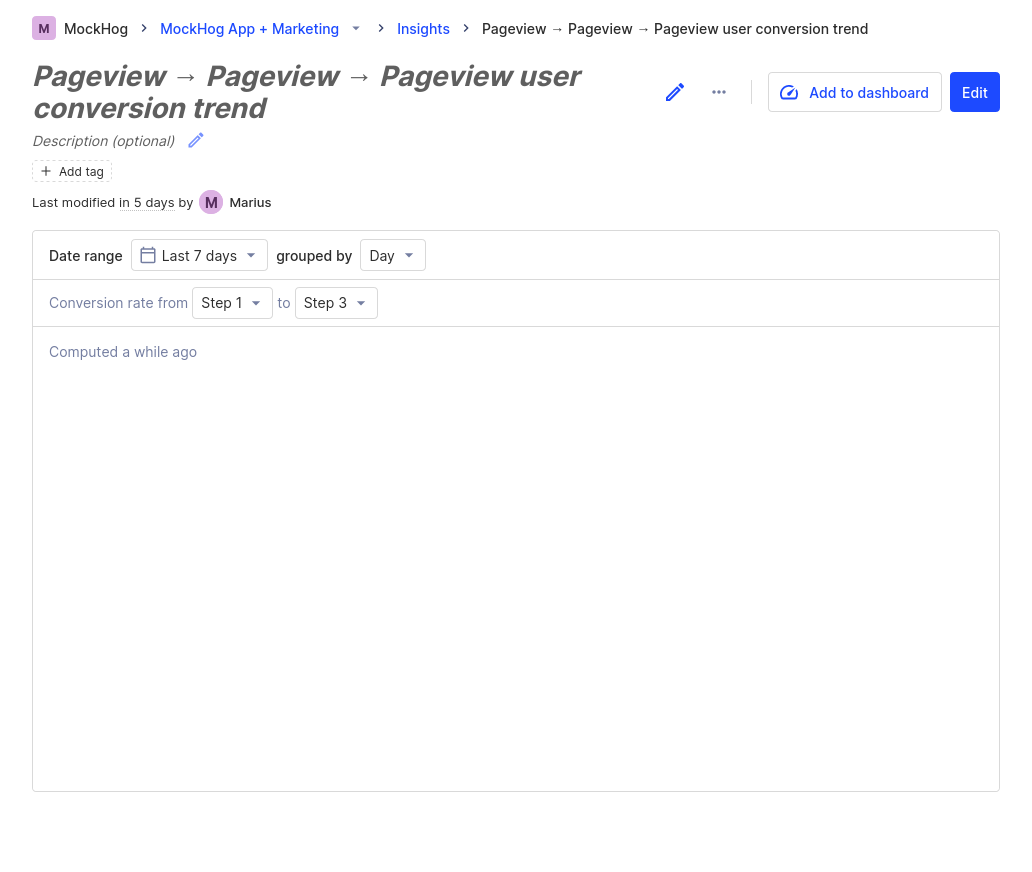 M MockHog MockHog App + Marketing Insights Pageview → Pageview → Pageview user conversion trend
Pageview → Pageview → Pageview user
conversion trend
Add to dashboard Edit
Description (optional)
Add tag
Last modified in 5 days by M Marius
Date range Last 7 days grouped by Day
Conversion rate from Step 1 to Step 3
Computed a while ago